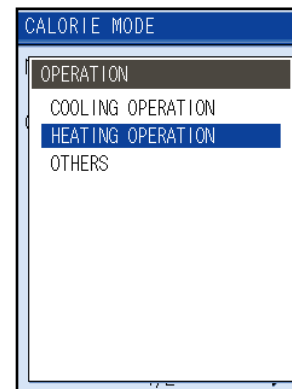 CALORIE MODE
OPERATION
COOLING OPERATION
HEATING OPERATION
OTHERS